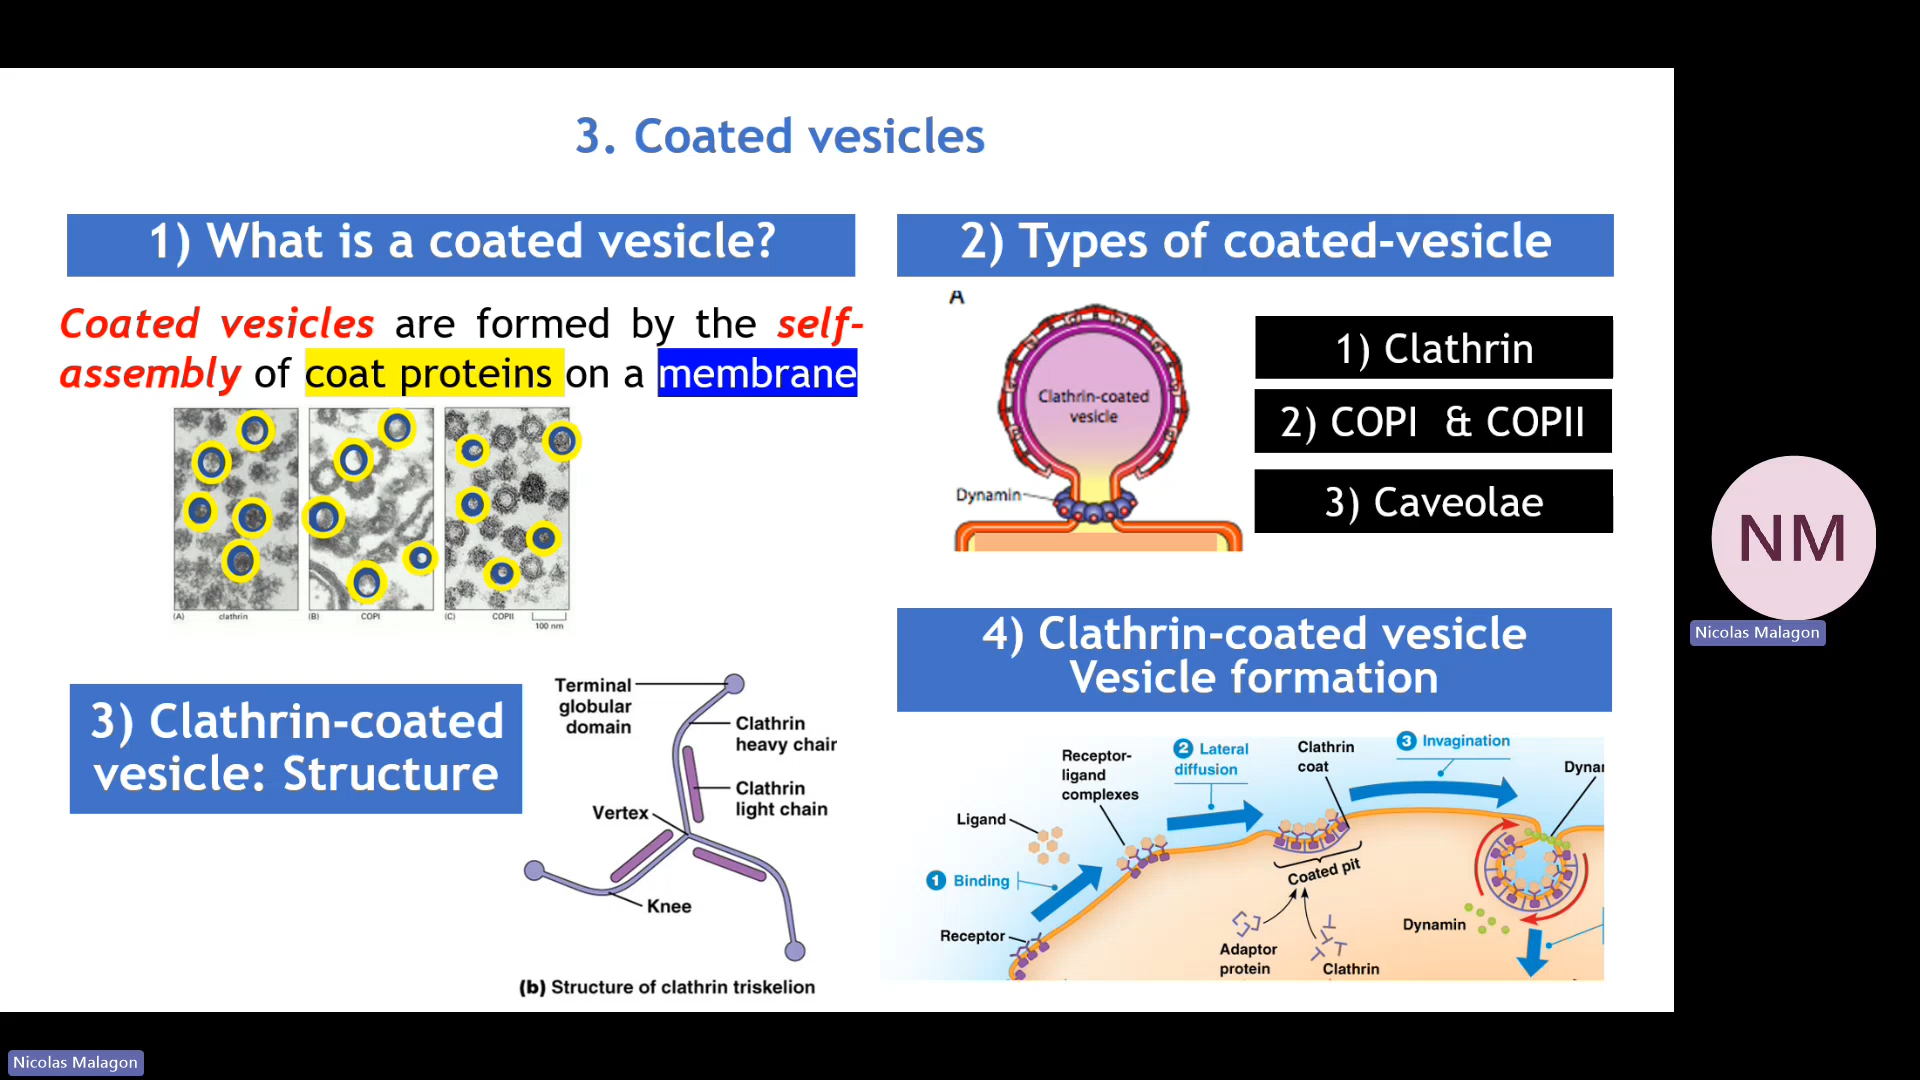 3. Coated vesicles
1) What is a coated vesicle?
Coated vesicles are formed by the self-
assembly of coat proteins on a membrane
(A) clathrin
(B) COPI
(C) COPII
100 nm
2) Types of coated-vesicle
A
Clathrin-coated
vesicle
Dynamin
1) Clathrin
2) COPI & COPII
3) Caveolae
3) Clathrin-coated
vesicle: Structure
Terminal
globular
domain
Clathrin
heavy chair
Clathrin
light chain
Vertex
Knee
(b) Structure of clathrin triskelion
4) Clathrin-coated vesicle
Vesicle formation
Receptor-
ligand
complexes
2 Lateral
diffusion
Clathrin
coat
3 Invagination
Dynar
Ligand
1 Binding
Coated pit
Receptor
Adaptor
protein
Clathrin
Dynamin
NM
Nicolas Malagon
Nicolas Malagon